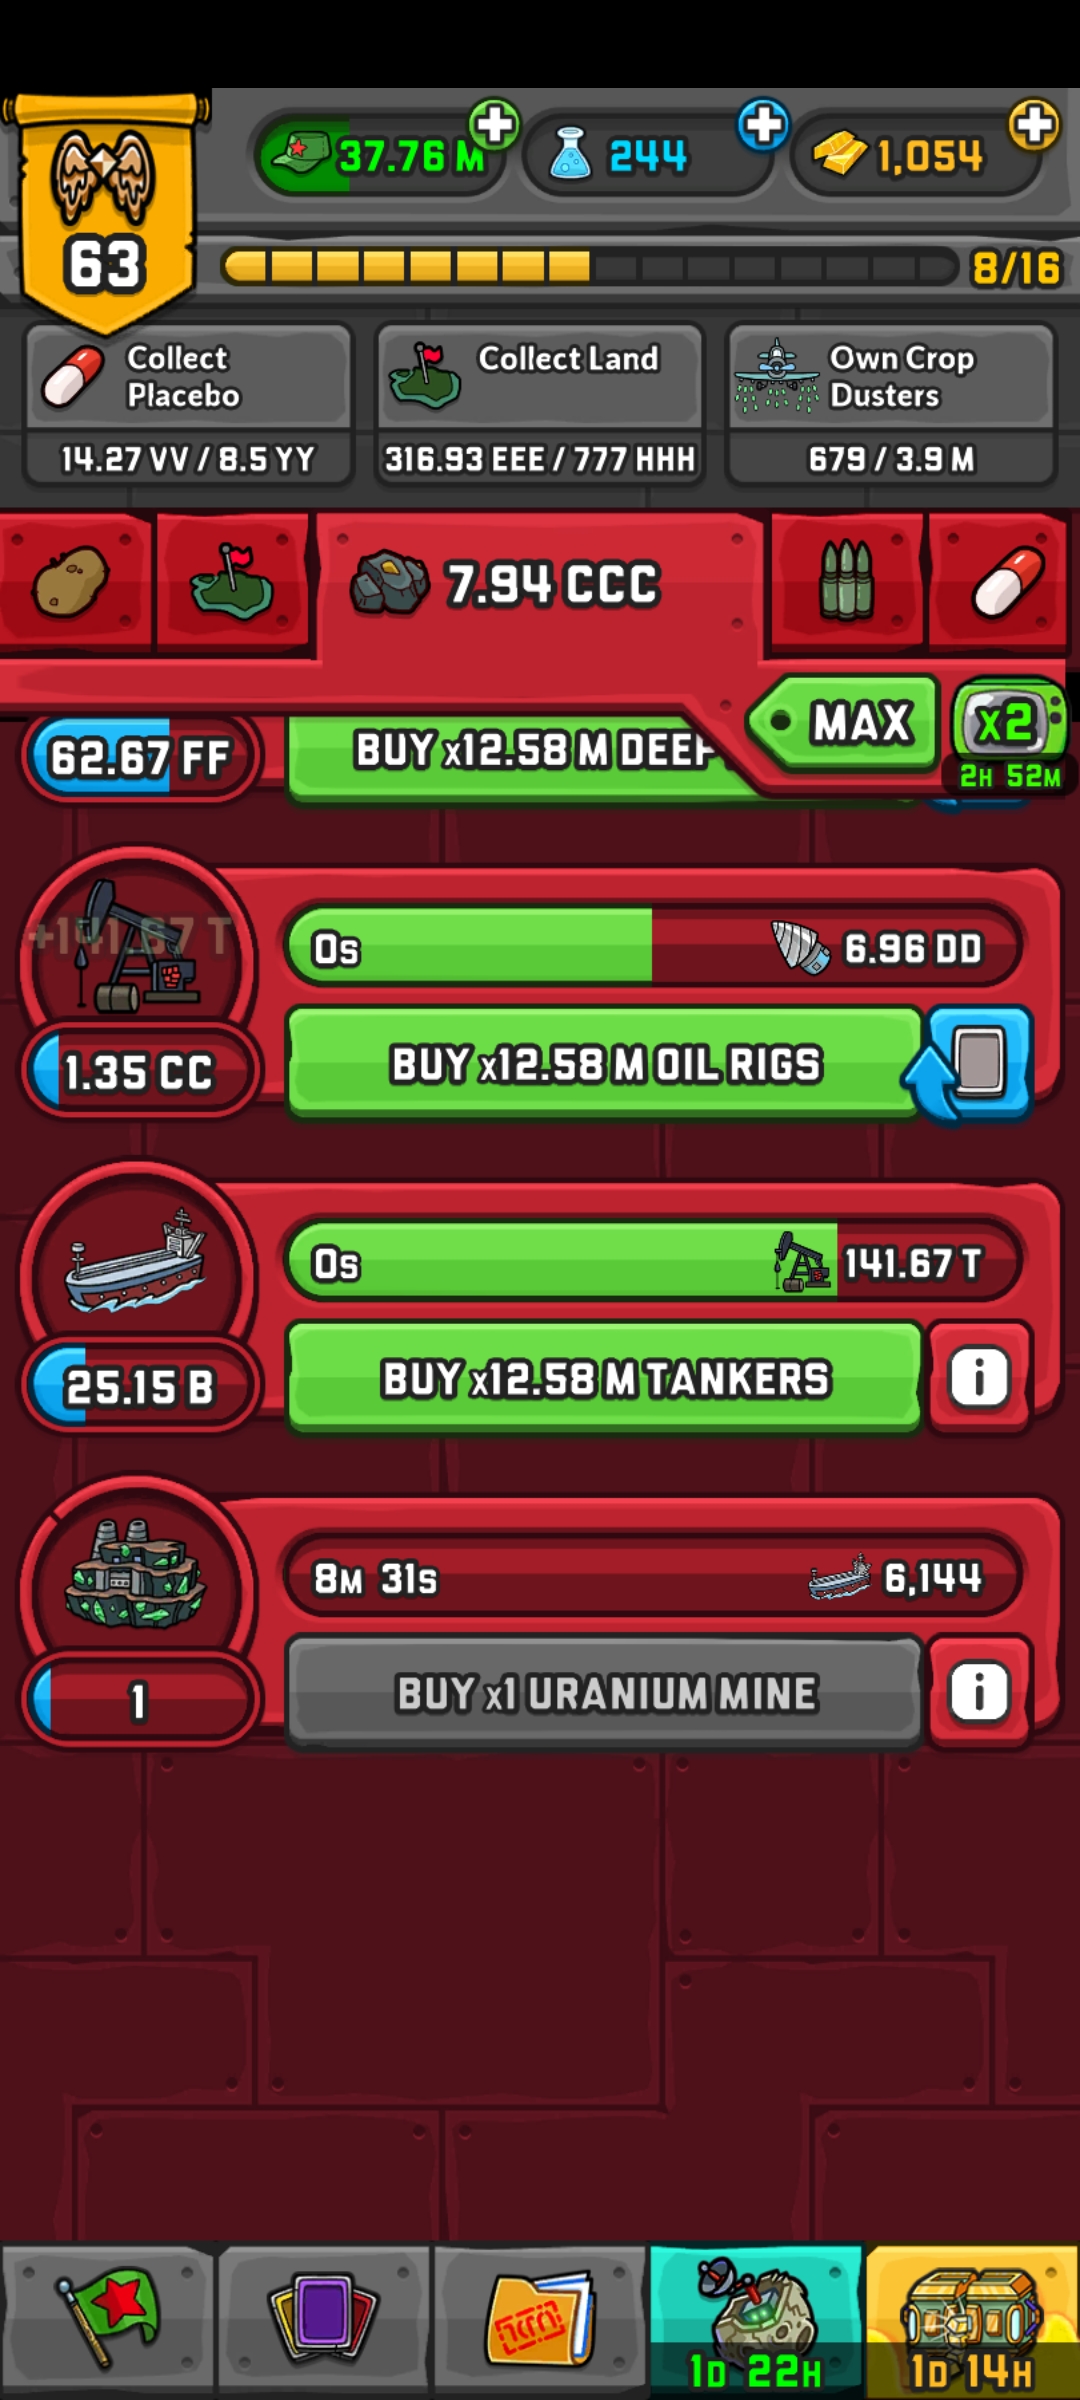 37.76 M
244
1,054
63
8/16
Collect
Placebo
14.27 VV / 8.5 YY
Collect Land
316.93 EEE / 777 HHH
Own Crop
Dusters
679 / 3.9 M
7.94 CCC
MAX
x2
2H 52M
62.67 FF
BUY x12.58 M DEEP
+141.67 T
0s
6.96 DD
1.35 CC
BUY x12.58 M OIL RIGS
0s
141.67 T
25.15 B
BUY x12.58 M TANKERS
i
8M 31s
6,144
1
BUY x1 URANIUM MINE
i
1D 22H
1D 14H